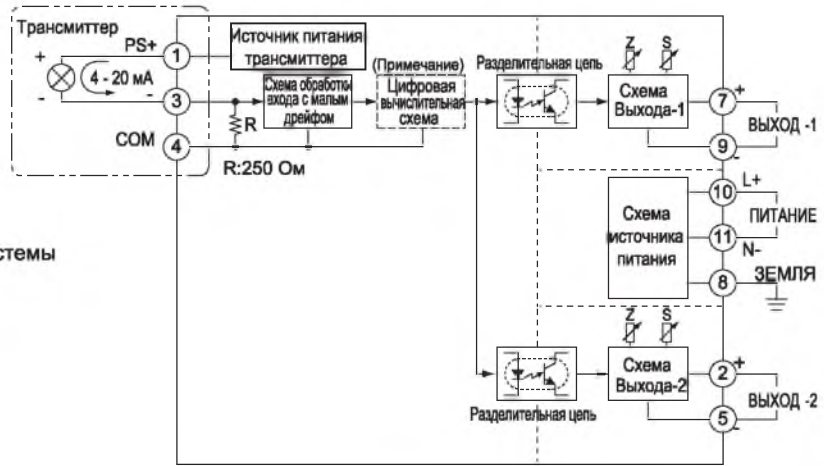 Трансмиттер
+
PS+
1
4 - 20 мА
-
-
3
COM
4
R
R:250 Ом
Источник питания
трансмиттера
Схема обработки
входа с малым
дрейфом
(Примечание)
Цифровая
вычислительная
схема
Разделительная цепь
Z
S
Схема
Выхода-1
7
+
ВЫХОД -1
9
-
Схема
источника
питания
10
L+
ПИТАНИЕ
11
N-
8
ЗЕМЛЯ
стемы
Разделительная цепь
Z
S
Схема
Выхода-2
2
+
ВЫХОД -2
5
-